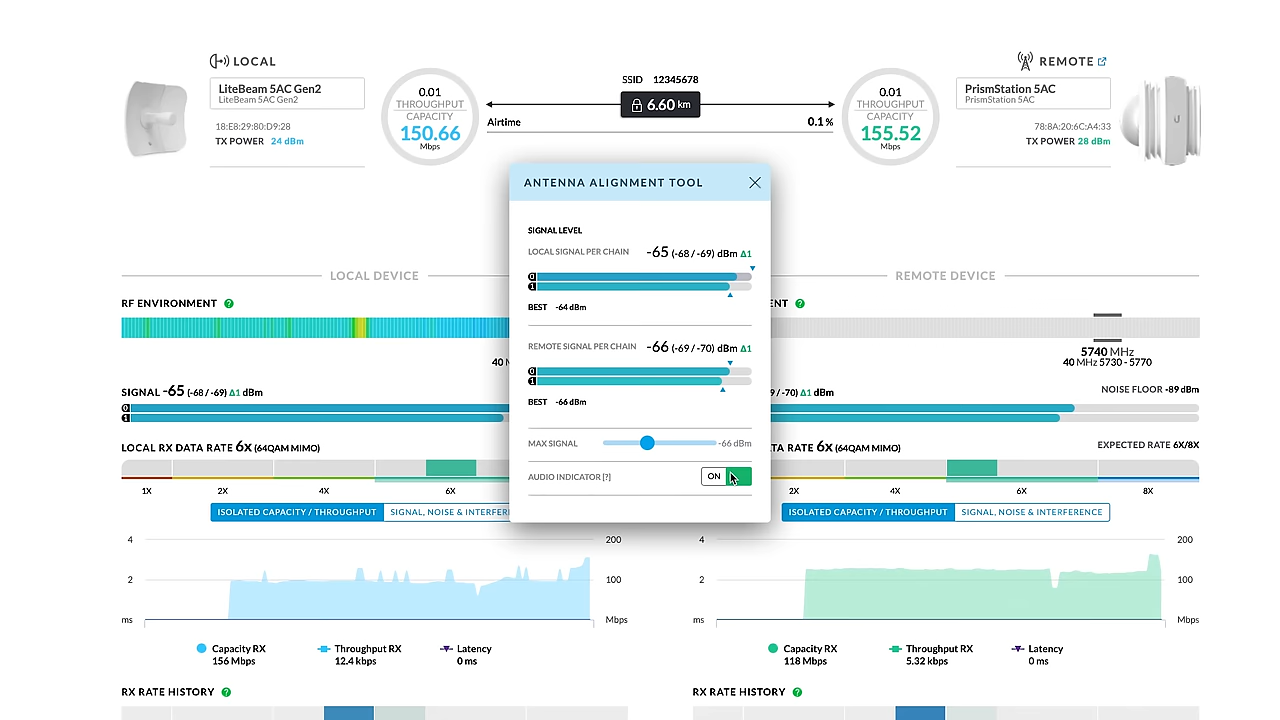 LOCAL
LiteBeam 5AC Gen2
LiteBeam 5AC Gen2
18:E8:29:80:D9:28
TX POWER 24 dBm
0.01
THROUGHPUT
CAPACITY
150.66
Mbps
SSID 12345678
6.60 km
Airtime 0.1 %
0.01
THROUGHPUT
CAPACITY
155.52
Mbps
REMOTE
PrismStation 5AC
PrismStation 5AC
78:8A:20:6C:A4:33
TX POWER 28 dBm
ANTENNA ALIGNMENT TOOL
SIGNAL LEVEL
LOCAL SIGNAL PER CHAIN -65 (-68 / -69) dBm Δ1
0
1
BEST -64 dBm
REMOTE SIGNAL PER CHAIN -66 (-69 / -70) dBm Δ1
0
1
BEST -66 dBm
MAX SIGNAL -66 dBm
AUDIO INDICATOR [?] ON
LOCAL DEVICE
RF ENVIRONMENT ?
40 M
SIGNAL -65 (-68 / -69) Δ1 dBm
0
1
LOCAL RX DATA RATE 6X (64QAM MIMO)
1X 2X 4X 6X
ISOLATED CAPACITY / THROUGHPUT SIGNAL, NOISE & INTERFER
4 200
2 100
ms Mbps
Capacity RX Throughput RX Latency
156 Mbps 12.4 kbps 0 ms
RX RATE HISTORY ?
REMOTE DEVICE
ENT ?
5740 MHz
40 MHz 5730 - 5770
9 / -70) Δ1 dBm NOISE FLOOR -89 dBm
TA RATE 6X (64QAM MIMO) EXPECTED RATE 6X/8X
2X 4X 6X 8X
ISOLATED CAPACITY / THROUGHPUT SIGNAL, NOISE & INTERFERENCE
4 200
2 100
ms Mbps
Capacity RX Throughput RX Latency
118 Mbps 5.32 kbps 0 ms
RX RATE HISTORY ?